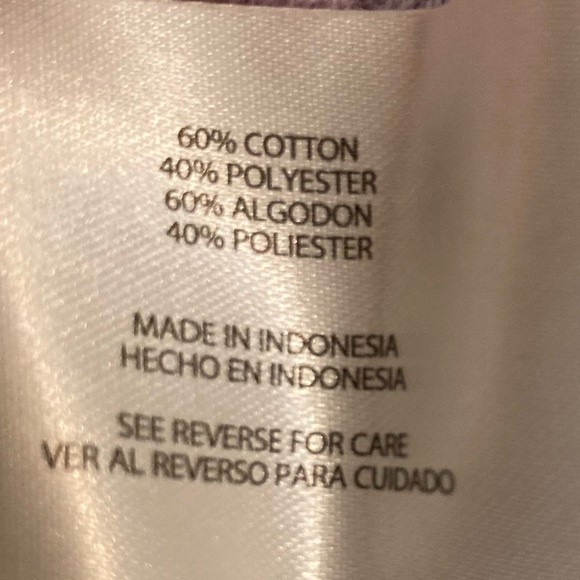 60% COTTON
40% POLYESTER
60% ALGODON
40% POLIESTER
MADE IN INDONESIA
HECHO EN INDONESIA
SEE REVERSE FOR CARE
VER AL REVERSO PARA CUIDADO